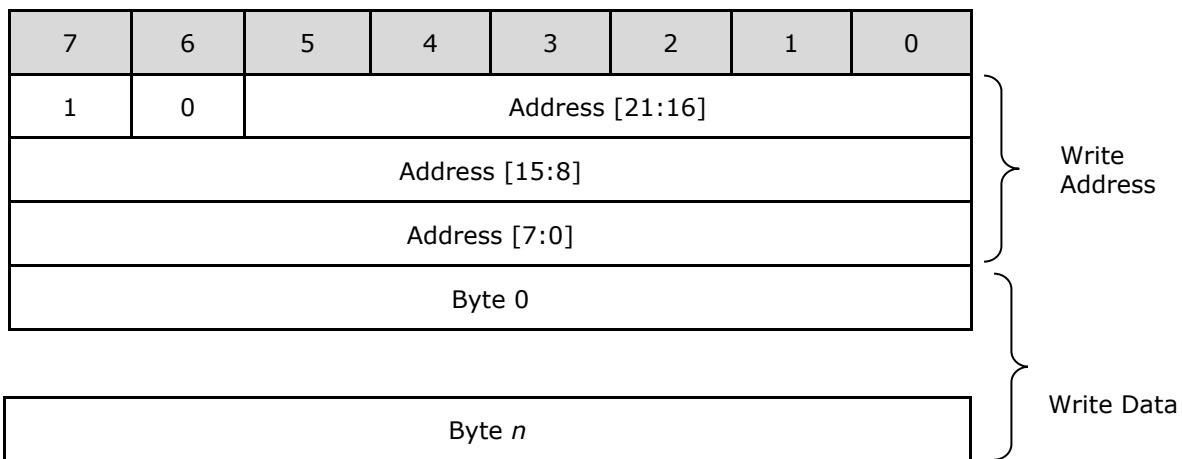 7 6 5 4 3 2 1 0
1 0 Address [21:16]
Address [15:8]
Write
Address
Address [7:0]
Byte 0
Byte n
Write Data